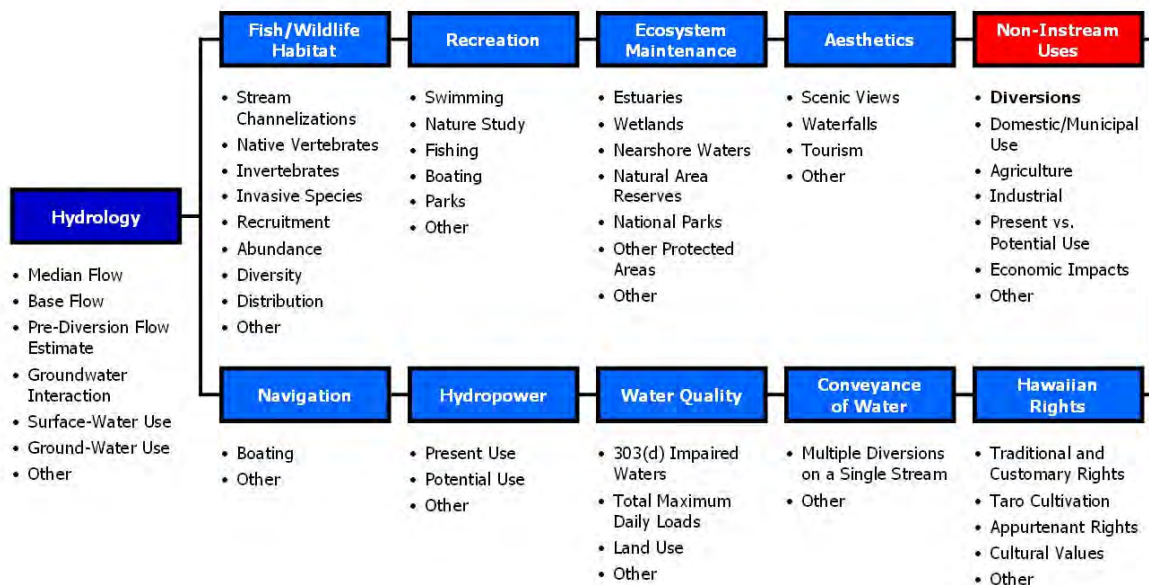 Fish/Wildlife
Habitat
Recreation
Ecosystem
Maintenance
Aesthetics
Non-Instream
Uses
• Stream
Channelizations
• Native Vertebrates
• Invertebrates
• Invasive Species
• Recruitment
• Abundance
• Diversity
• Distribution
• Other
• Swimming
• Nature Study
• Fishing
• Boating
• Parks
• Other
• Estuaries
• Wetlands
• Nearshore Waters
• Natural Area
Reserves
• National Parks
• Other Protected
Areas
• Other
• Scenic Views
• Waterfalls
• Tourism
• Other
• Diversions
• Domestic/Municipal
Use
• Agriculture
• Industrial
• Present vs.
Potential Use
• Economic Impacts
• Other
Hydrology
• Median Flow
• Base Flow
• Pre-Diversion Flow
Estimate
• Groundwater
Interaction
• Surface-Water Use
• Ground-Water Use
• Other
Navigation
Hydropower
Water Quality
Conveyance
of Water
Hawaiian
Rights
• Boating
• Other
• Present Use
• Potential Use
• Other
• 303(d) Impaired
Waters
• Total Maximum
Daily Loads
• Land Use
• Other
• Multiple Diversions
on a Single Stream
• Other
• Traditional and
Customary Rights
• Taro Cultivation
• Appurtenant Rights
• Cultural Values
• Other